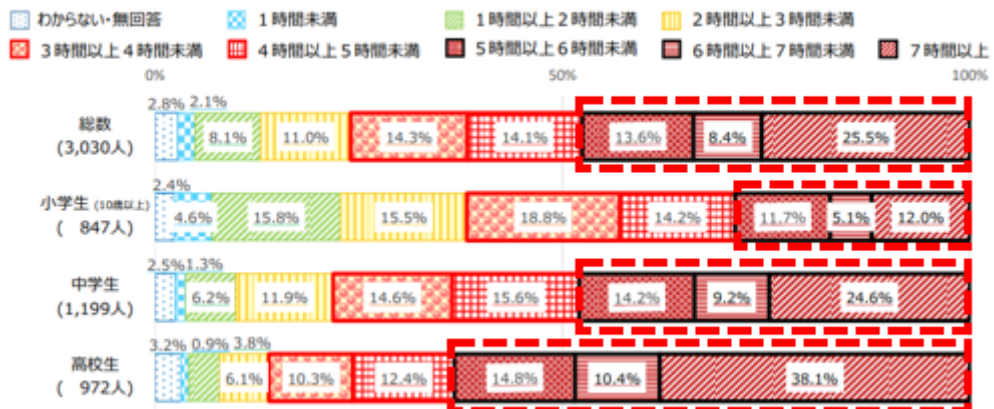 わからない・無回答 1時間未満 1時間以上2時間未満 2時間以上3時間未満
3時間以上4時間未満 4時間以上5時間未満 5時間以上6時間未満 6時間以上7時間未満 7時間以上
0% 50% 100%
2.8% 2.1%
総数
(3,030人)
8.1% 11.0% 14.3% 14.1% 13.6% 8.4% 25.5%
2.4%
小学生 (10歳以上)
( 847人)
4.6% 15.8% 15.5% 18.8% 14.2% 11.7% 5.1% 12.0%
2.5% 1.3%
中学生
(1,199人)
6.2% 11.9% 14.6% 15.6% 14.2% 9.2% 24.6%
3.2% 0.9% 3.8%
高校生
( 972人)
6.1% 10.3% 12.4% 14.8% 10.4% 38.1%